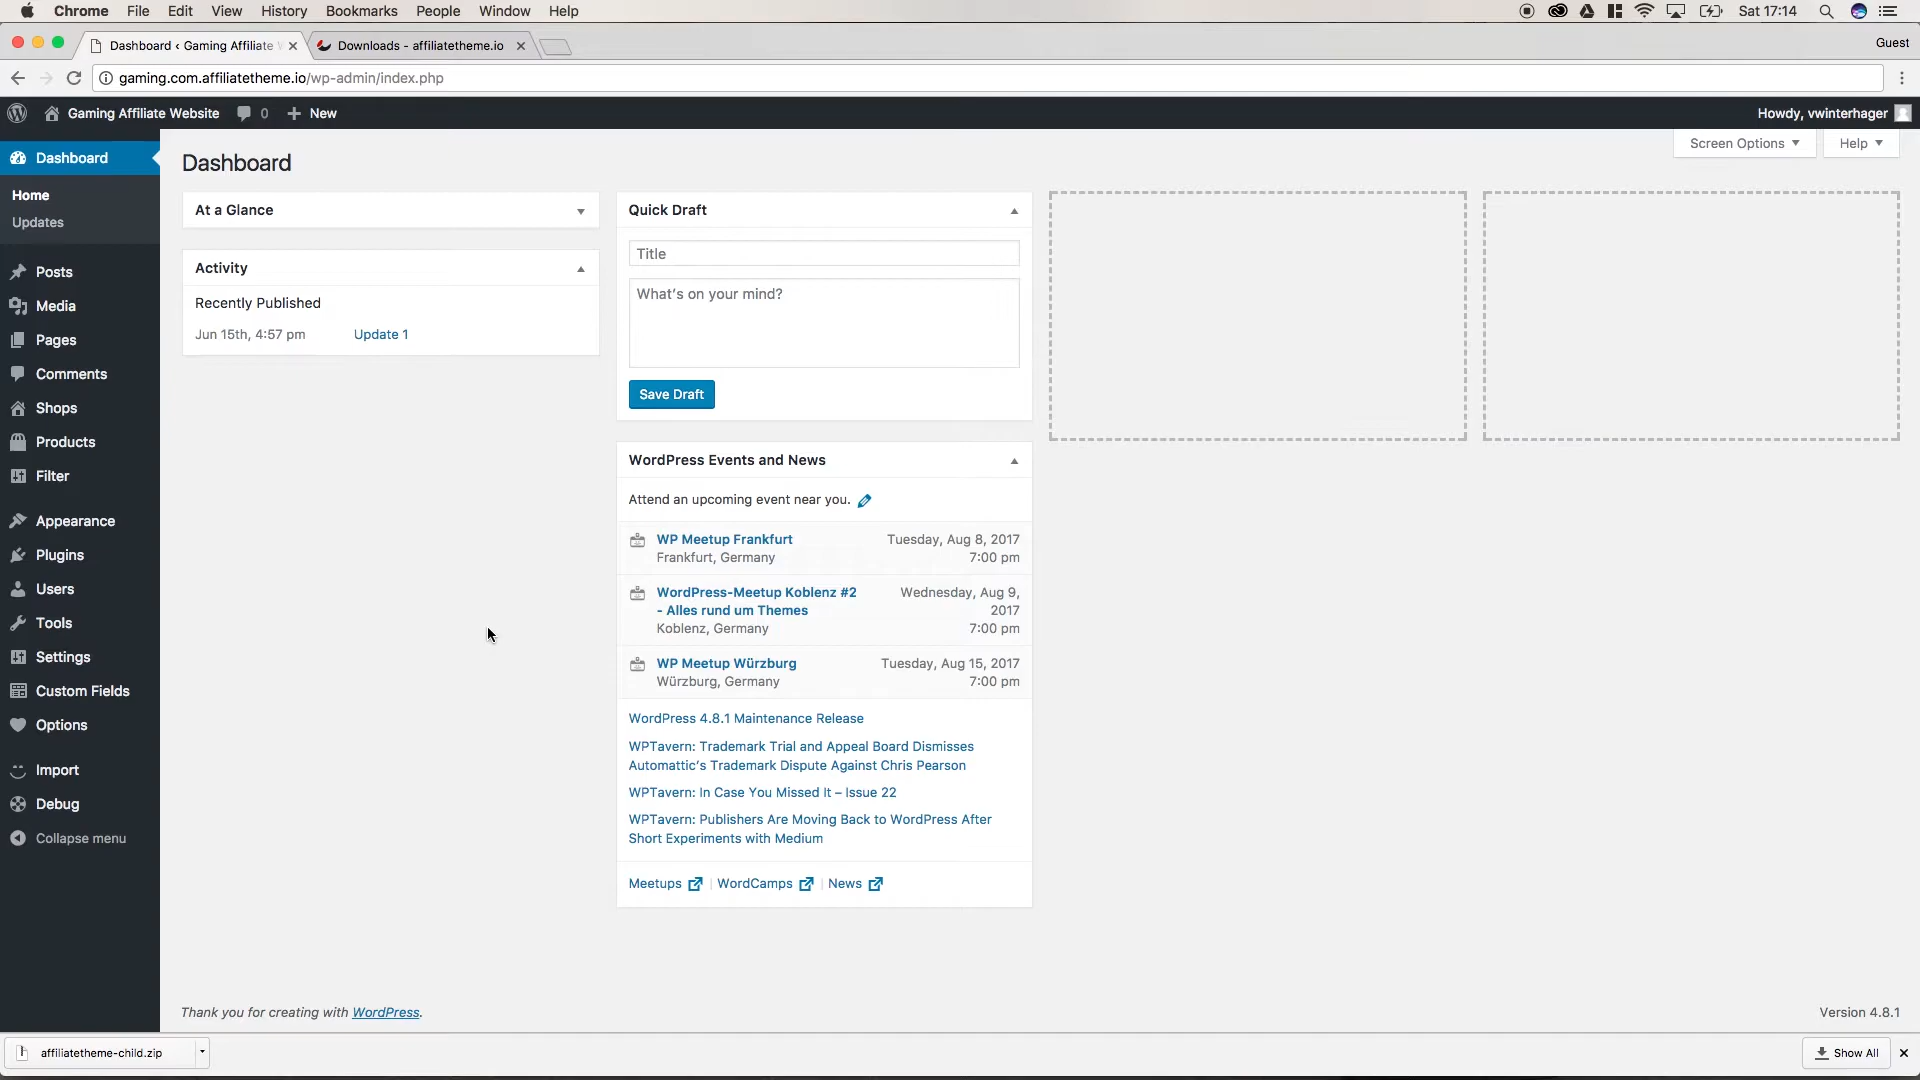 Chrome File Edit View History Bookmarks People Window Help Sat 17:14
Dashboard ‹ Gaming Affiliate Downloads - affiliatetheme.io Guest
gaming.com.affiliatetheme.io/wp-admin/index.php
Gaming Affiliate Website 0 New Howdy, vwinterhager
Screen Options Help
Dashboard
Home
Updates
Posts
Media
Pages
Comments
Shops
Products
Filter
Appearance
Plugins
Users
Tools
Settings
Custom Fields
Options
Import
Debug
Collapse menu
Dashboard
At a Glance
Activity
Recently Published
Jun 15th, 4:57 pm Update 1
Quick Draft
Title
What's on your mind?
Save Draft
WordPress Events and News
Attend an upcoming event near you.
WP Meetup Frankfurt Tuesday, Aug 8, 2017
Frankfurt, Germany 7:00 pm
WordPress-Meetup Koblenz #2 Wednesday, Aug 9,
- Alles rund um Themes 2017
Koblenz, Germany 7:00 pm
WP Meetup Würzburg Tuesday, Aug 15, 2017
Würzburg, Germany 7:00 pm
WordPress 4.8.1 Maintenance Release
WPTavern: Trademark Trial and Appeal Board Dismisses
Automattic's Trademark Dispute Against Chris Pearson
WPTavern: In Case You Missed It – Issue 22
WPTavern: Publishers Are Moving Back to WordPress After
Short Experiments with Medium
Meetups | WordCamps | News
Thank you for creating with WordPress. Version 4.8.1
affiliatetheme-child.zip Show All